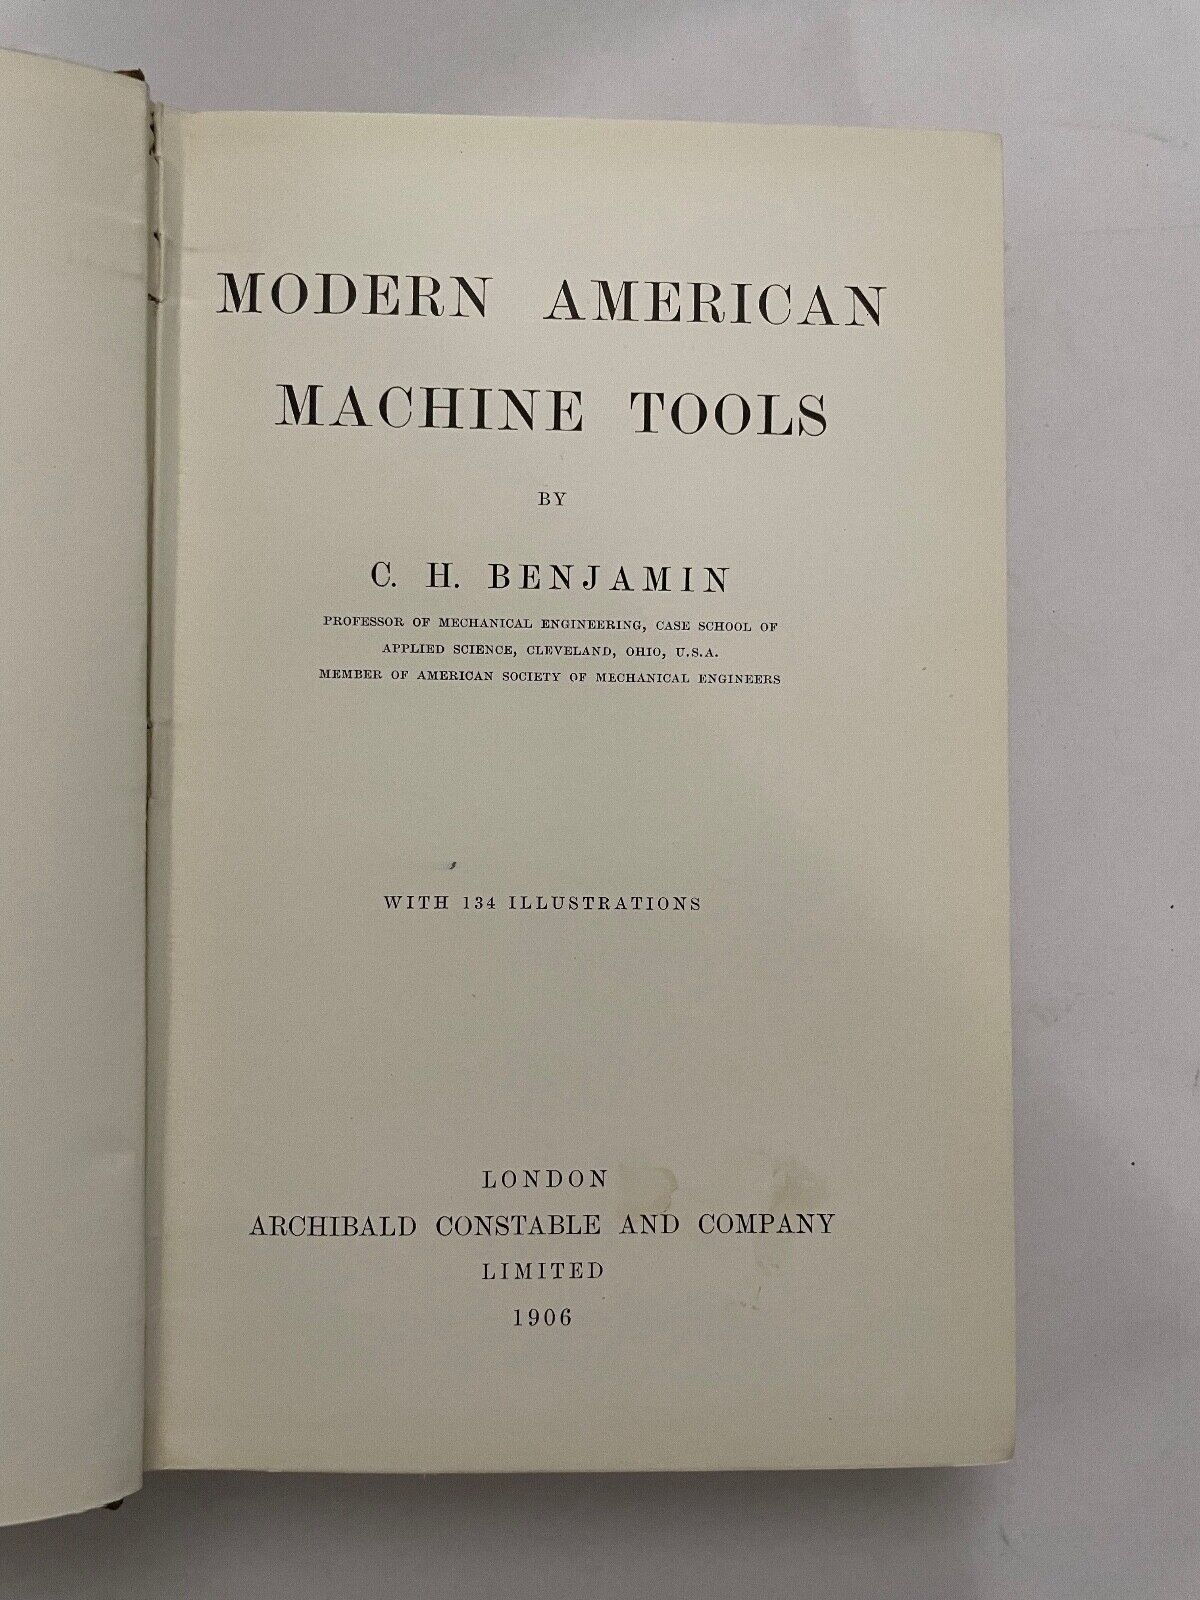 MODERN AMERICAN
MACHINE TOOLS
BY
C. H. BENJAMIN
PROFESSOR OF MECHANICAL ENGINEERING, CASE SCHOOL OF
APPLIED SCIENCE, CLEVELAND, OHIO, U.S.A.
MEMBER OF AMERICAN SOCIETY OF MECHANICAL ENGINEERS
WITH 134 ILLUSTRATIONS
LONDON
ARCHIBALD CONSTABLE AND COMPANY
LIMITED
1906